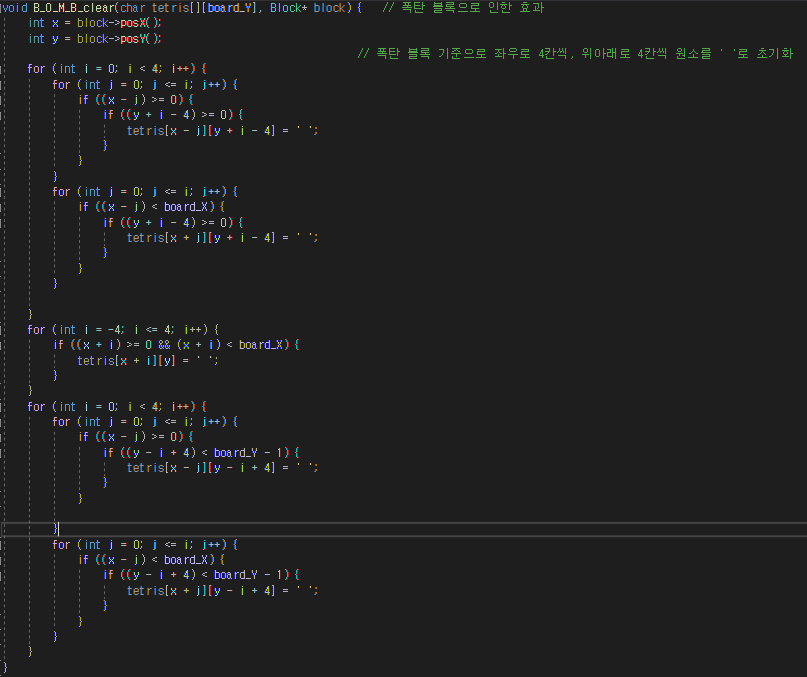 void B_O_M_B_clear(char tetris[][board_Y], Block* block) {   // 폭탄 블록으로 인한 효과
    int x = block->posX();
    int y = block->posY();
                                                        // 폭탄 블록 기준으로 좌우로 4칸씩, 위아래로 4칸씩 원소를 ' '로 초기화
    for (int i = 0; i < 4; i++) {
        for (int j = 0; j <= i; j++) {
            if ((x - j) >= 0) {
                if ((y + i - 4) >= 0) {
                    tetris[x - j][y + i - 4] = ' ';
                }
            }
        }
        for (int j = 0; j <= i; j++) {
            if ((x - j) < board_X) {
                if ((y + i - 4) >= 0) {
                    tetris[x + j][y + i - 4] = ' ';
                }
            }
        }

    }
    for (int i = -4; i <= 4; i++) {
        if ((x + i) >= 0 && (x + i) < board_X) {
            tetris[x + i][y] = ' ';
        }
    }
    for (int i = 0; i < 4; i++) {
        for (int j = 0; j <= i; j++) {
            if ((x - j) >= 0) {
                if ((y - i + 4) < board_Y - 1) {
                    tetris[x - j][y - i + 4] = ' ';
                }
            }

        }
        for (int j = 0; j <= i; j++) {
            if ((x - j) < board_X) {
                if ((y - i + 4) < board_Y - 1) {
                    tetris[x + j][y - i + 4] = ' ';
                }
            }
        }
    }
}